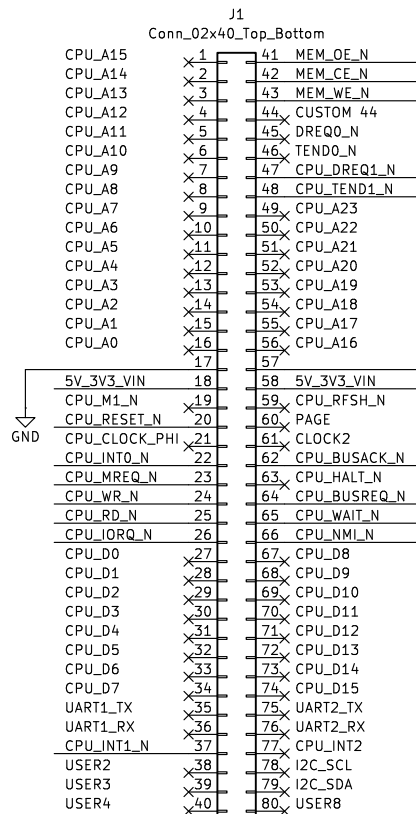 J1
Conn_02x40_Top_Bottom
CPU_A15 1 41 MEM_OE_N
CPU_A14 2 42 MEM_CE_N
CPU_A13 3 43 MEM_WE_N
CPU_A12 4 44 CUSTOM 44
CPU_A11 5 45 DREQ0_N
CPU_A10 6 46 TEND0_N
CPU_A9 7 47 CPU_DREQ1_N
CPU_A8 8 48 CPU_TEND1_N
CPU_A7 9 49 CPU_A23
CPU_A6 10 50 CPU_A22
CPU_A5 11 51 CPU_A21
CPU_A4 12 52 CPU_A20
CPU_A3 13 53 CPU_A19
CPU_A2 14 54 CPU_A18
CPU_A1 15 55 CPU_A17
CPU_A0 16 56 CPU_A16
17 57
5V_3V3_VIN 18 58 5V_3V3_VIN
CPU_M1_N 19 59 CPU_RFSH_N
CPU_RESET_N 20 60 PAGE
GND CPU_CLOCK_PHI 21 61 CLOCK2
CPU_INT0_N 22 62 CPU_BUSACK_N
CPU_MREQ_N 23 63 CPU_HALT_N
CPU_WR_N 24 64 CPU_BUSREQ_N
CPU_RD_N 25 65 CPU_WAIT_N
CPU_IORQ_N 26 66 CPU_NMI_N
CPU_D0 27 67 CPU_D8
CPU_D1 28 68 CPU_D9
CPU_D2 29 69 CPU_D10
CPU_D3 30 70 CPU_D11
CPU_D4 31 71 CPU_D12
CPU_D5 32 72 CPU_D13
CPU_D6 33 73 CPU_D14
CPU_D7 34 74 CPU_D15
UART1_TX 35 75 UART2_TX
UART1_RX 36 76 UART2_RX
CPU_INT1_N 37 77 CPU_INT2
USER2 38 78 I2C_SCL
USER3 39 79 I2C_SDA
USER4 40 80 USER8